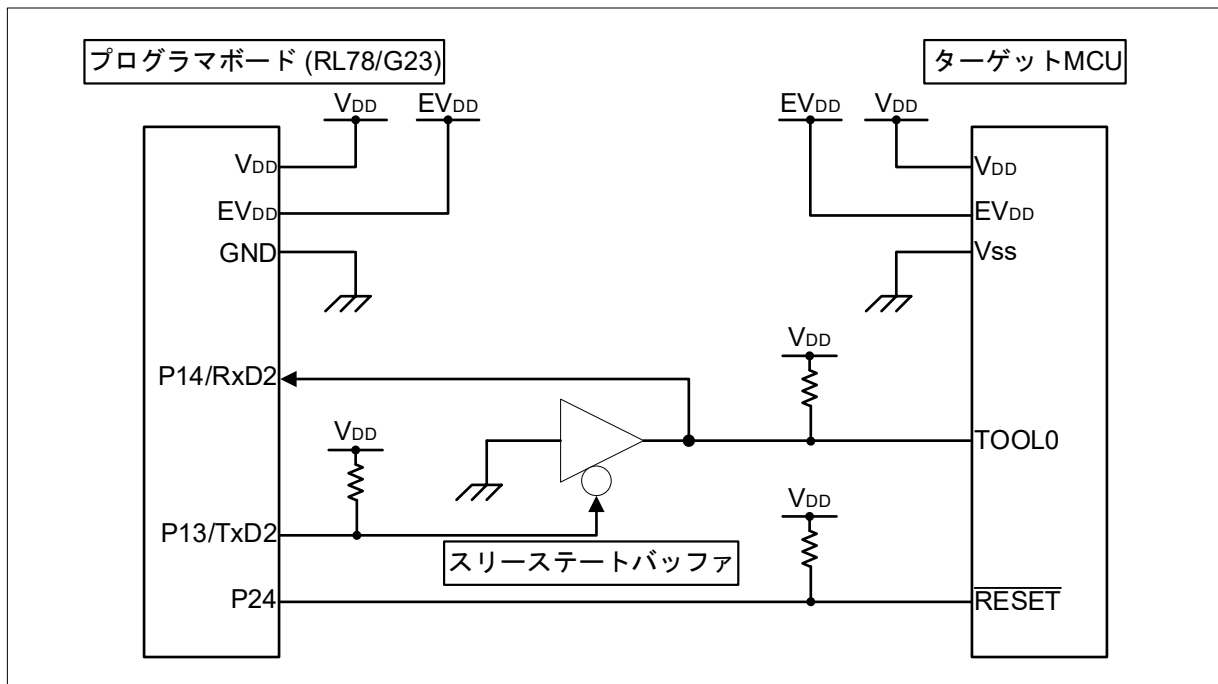 プログラマボード (RL78/G23)
ターゲットMCU
VDD
EVDD
EVDD
VDD
VDD
VDD
EVDD
EVDD
GND
Vss
VDD
P14/RxD2
VDD
TOOL0
VDD
P13/TxD2
スリーステートバッファ
P24
RESET